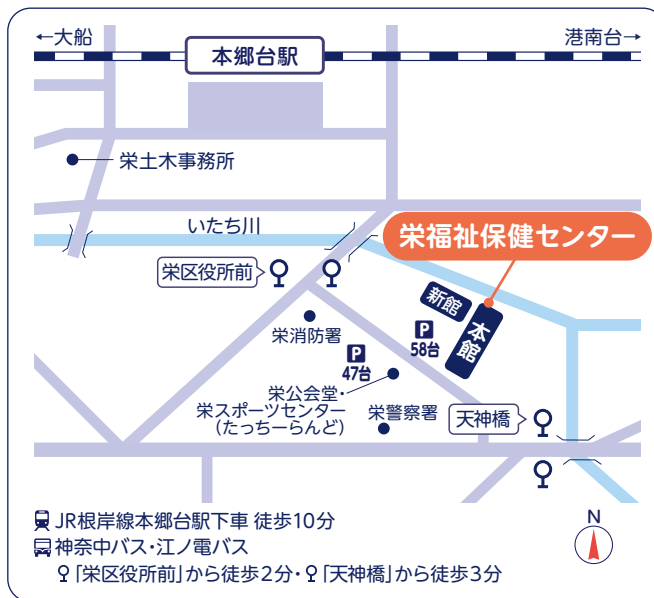 ←大船
港南台→
本郷台駅
栄土木事務所
いたち川
栄福祉保健センター
栄区役所前
新館
本館
栄消防署
P
58台
P
47台
栄公会堂・
栄スポーツセンター
(たっちーらんど)
栄警察署
天神橋
JR根岸線本郷台駅下車 徒歩10分
神奈中バス・江ノ電バス
「栄区役所前」から徒歩2分・「天神橋」から徒歩3分
N